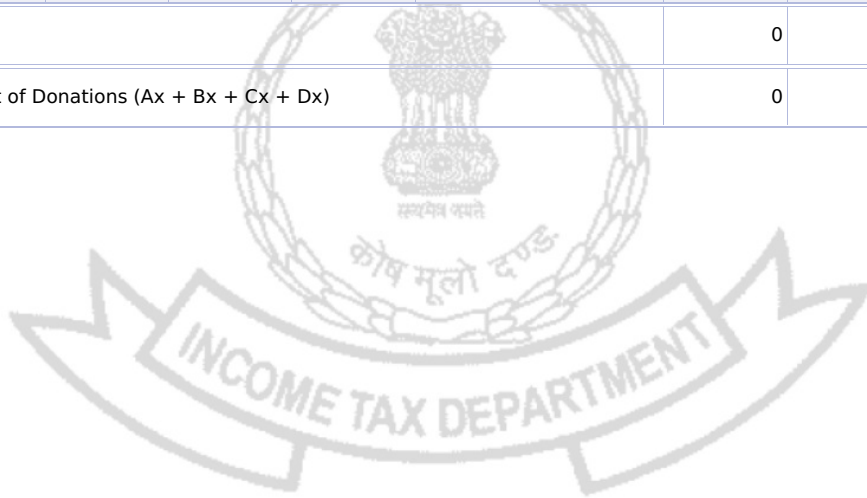 0
t of Donations (Ax + Bx + Cx + Dx) 0
सत्यमेव जयते
कोष मूलो दण्डः
INCOME TAX DEPARTMENT